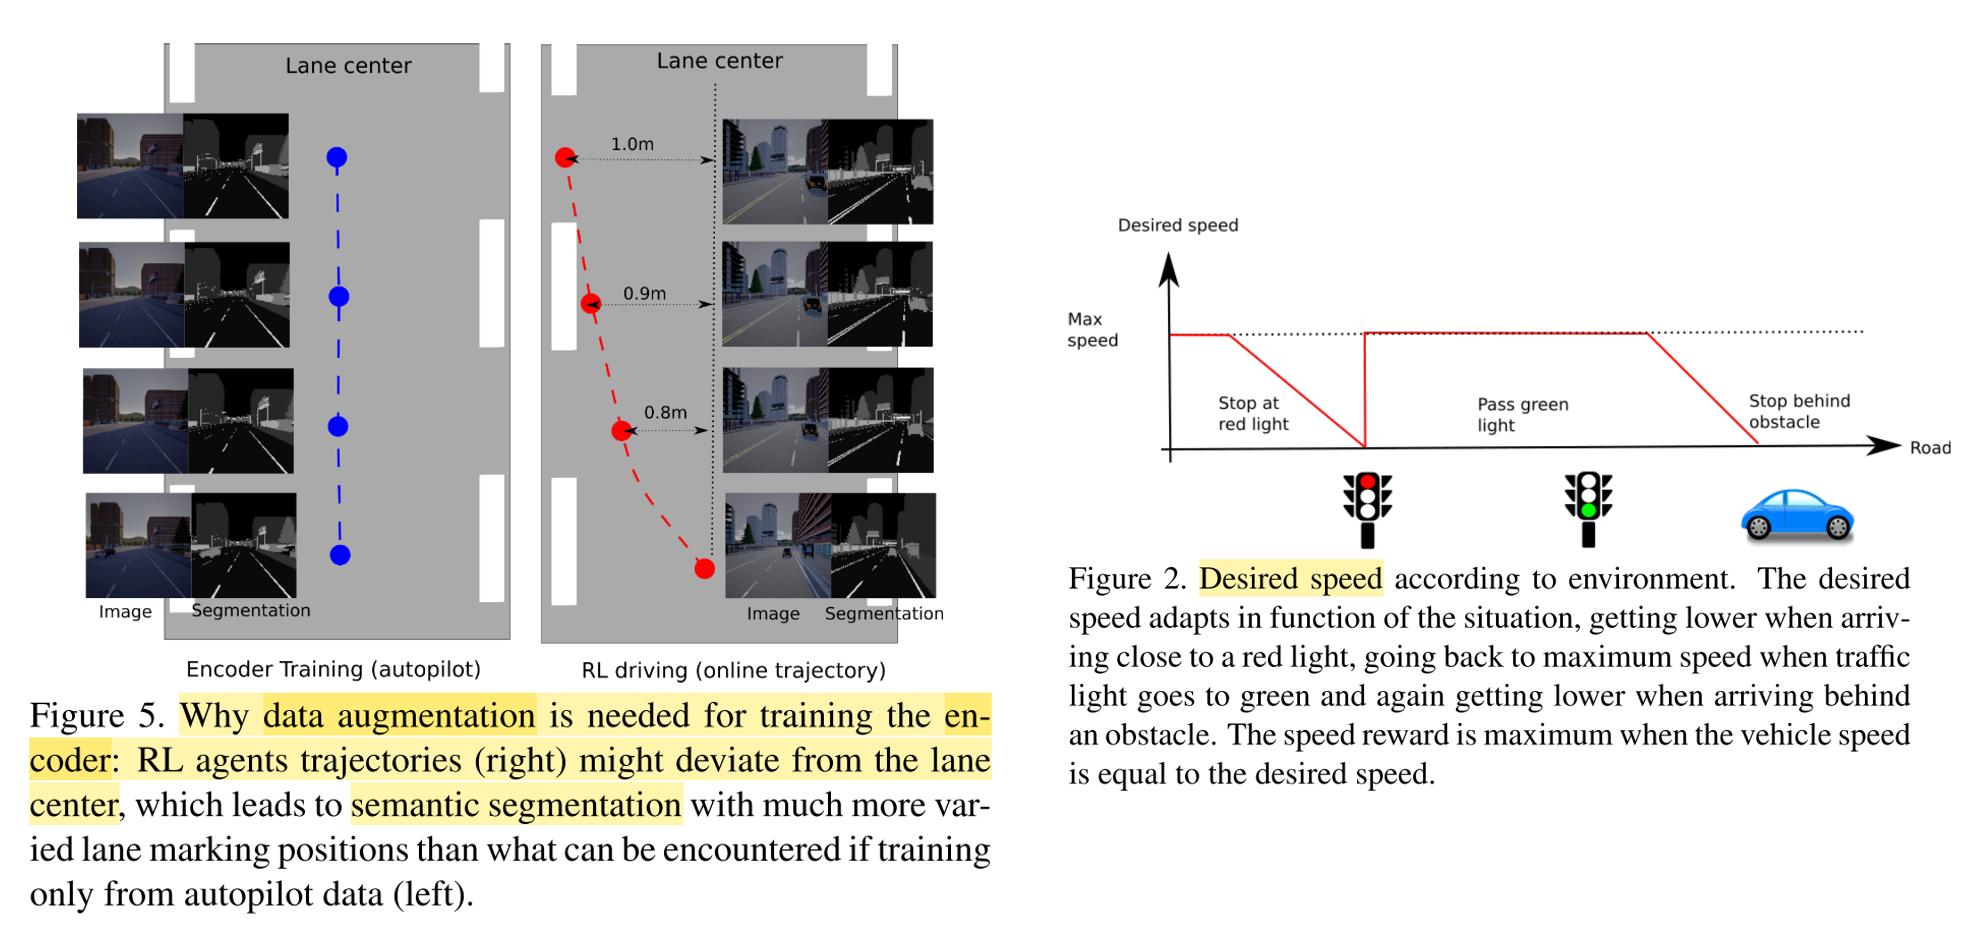 Lane center
Lane center
1.0m
0.9m
0.8m
Image
Segmentation
Image
Segmentation
Encoder Training (autopilot)
RL driving (online trajectory)
Figure 5. Why data augmentation is needed for training the en-
coder: RL agents trajectories (right) might deviate from the lane
center, which leads to semantic segmentation with much more var-
ied lane marking positions than what can be encountered if training
only from autopilot data (left).
Desired speed
Max
speed
Stop at
red light
Pass green
light
Stop behind
obstacle
Road
Figure 2. Desired speed according to environment. The desired
speed adapts in function of the situation, getting lower when arriv-
ing close to a red light, going back to maximum speed when traffic
light goes to green and again getting lower when arriving behind
an obstacle. The speed reward is maximum when the vehicle speed
is equal to the desired speed.